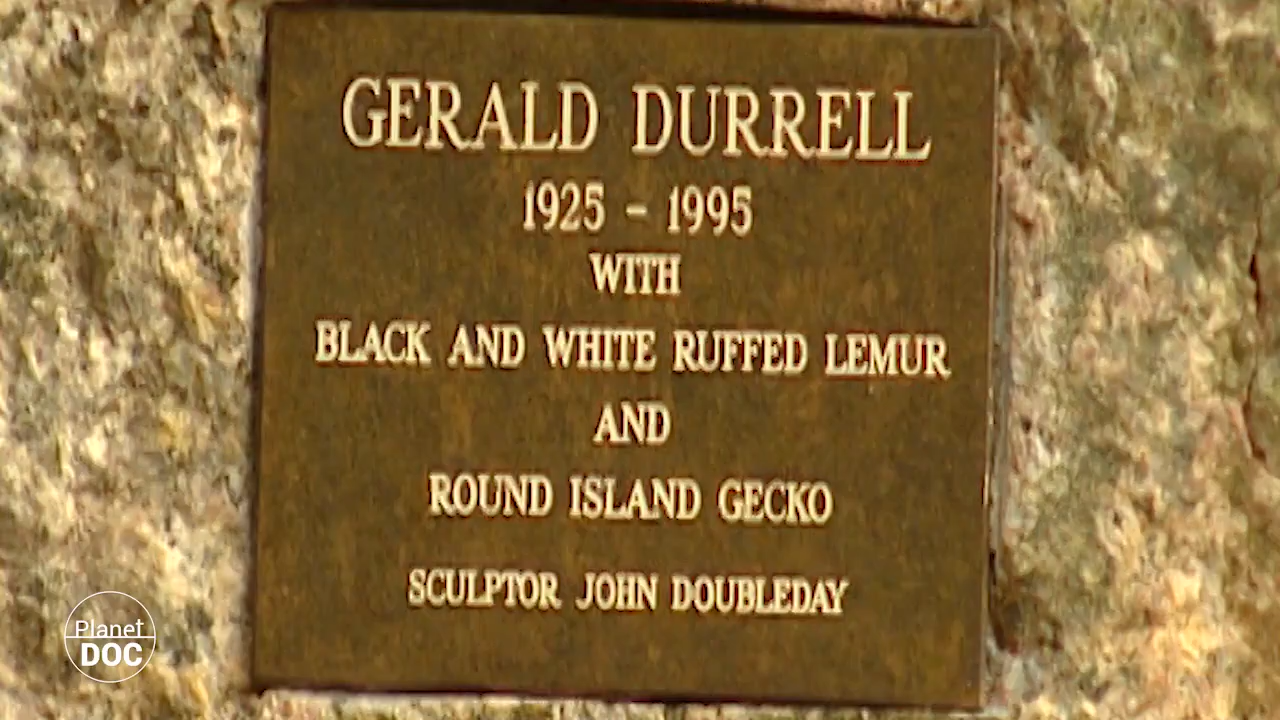 GERALD DURRELL
1925 - 1995
WITH
BLACK AND WHITE RUFFED LEMUR
AND
ROUND ISLAND GECKO
SCULPTOR JOHN DOUBLEDAY
Planet
DOC